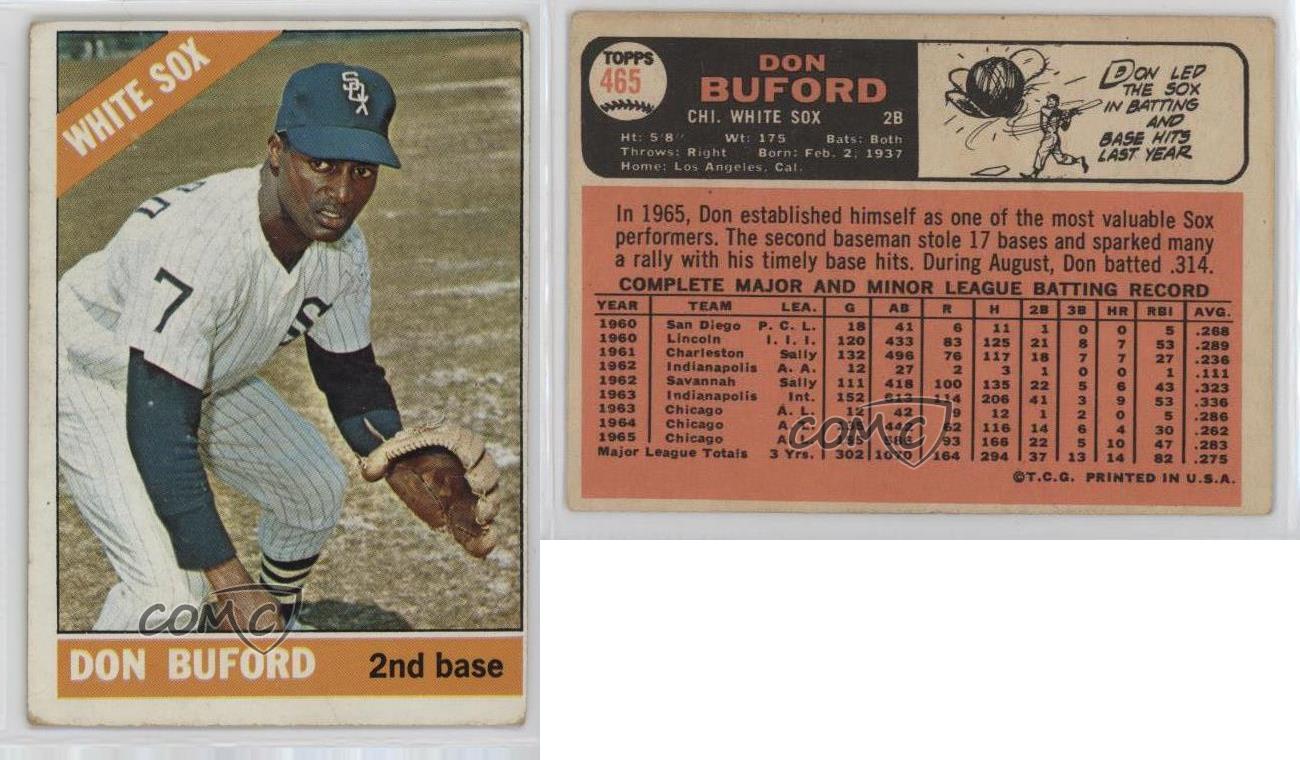 WHITE SOX
SOX
7
S
COMC
DON BUFORD 2nd base
TOPPS
465
DON
BUFORD
CHI. WHITE SOX 2B
Ht: 5'8" Wt: 175 Bats: Both
Throws: Right Born: Feb. 2, 1937
Home: Los Angeles, Cal.
DON LED
THE SOX
IN BATTING
AND
BASE HITS
LAST YEAR
In 1965, Don established himself as one of the most valuable Sox
performers. The second baseman stole 17 bases and sparked many
a rally with his timely base hits. During August, Don batted .314.
COMPLETE MAJOR AND MINOR LEAGUE BATTING RECORD
YEAR TEAM LEA. G AB R H 2B 3B HR RBI AVG.
1960 San Diego P. C. L. 18 41 6 11 1 0 0 5 .268
1960 Lincoln I. I. I. 120 433 83 125 21 8 7 53 .289
1961 Charleston Sally 132 496 76 117 18 7 7 27 .236
1962 Indianapolis A. A. 12 27 2 3 1 0 0 1 .111
1962 Savannah Sally 111 418 100 135 22 5 6 43 .323
1963 Indianapolis Int. 152 613 114 206 41 3 9 53 .336
1963 Chicago A. L. 12 42 9 12 1 2 0 5 .286
1964 Chicago 62 116 14 6 4 30 .262
1965 Chicago 93 166 22 5 10 47 .283
Major League Totals 3 Yrs. 302 1070 164 294 37 13 14 82 .275
COMC
©T.C.G. PRINTED IN U.S.A.